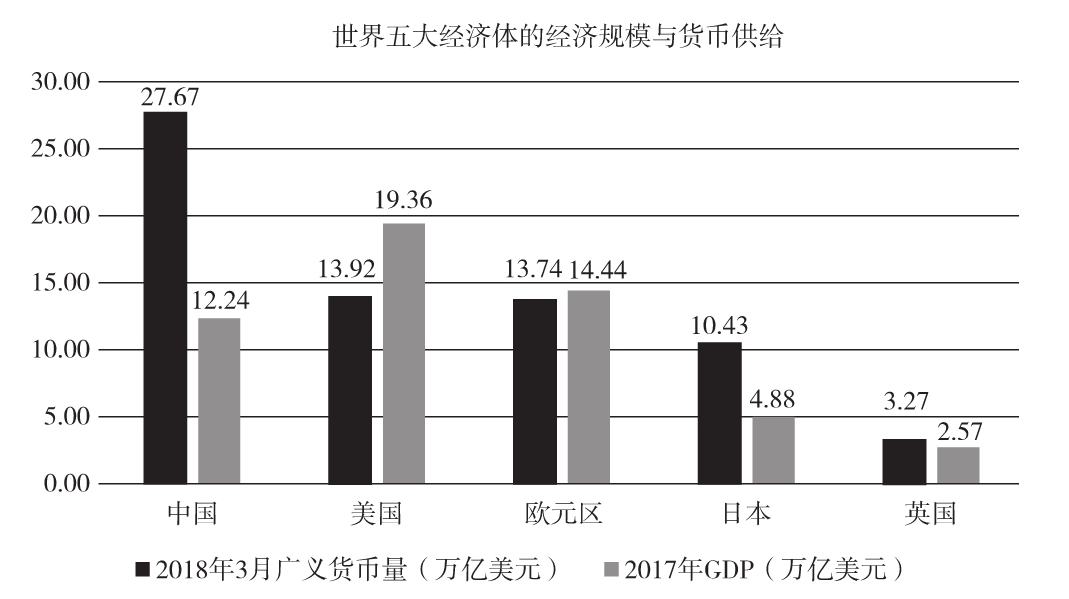 世界五大经济体的经济规模与货币供给
30.00
27.67
25.00
20.00
19.36
15.00
12.24
13.92
13.74
14.44
10.00
10.43
5.00
4.88
3.27
2.57
0.00
中国
美国
欧元区
日本
英国
2018年3月广义货币量（万亿美元）
2017年GDP（万亿美元）